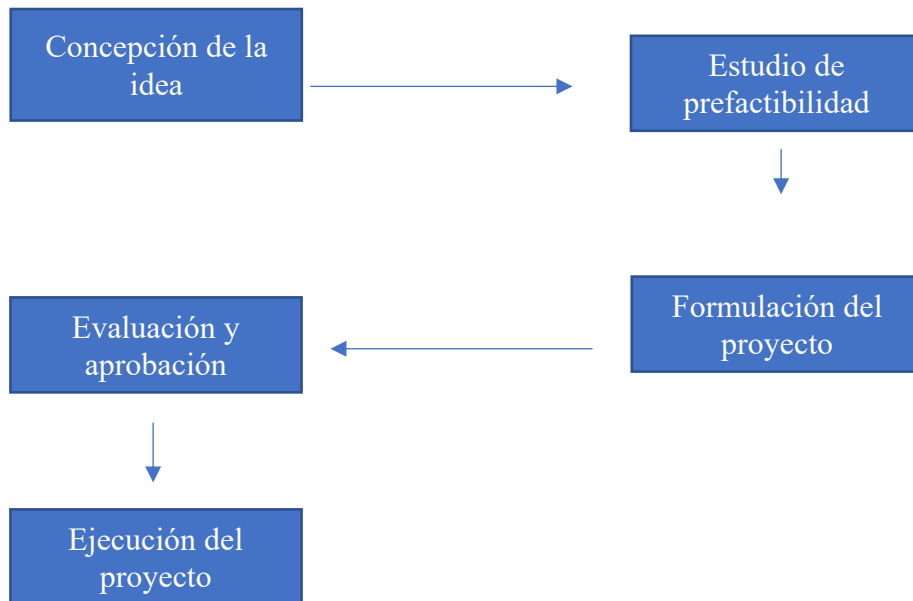 Concepción de la
idea
Estudio de
prefactibilidad
Formulación del
proyecto
Evaluación y
aprobación
Ejecución del
proyecto